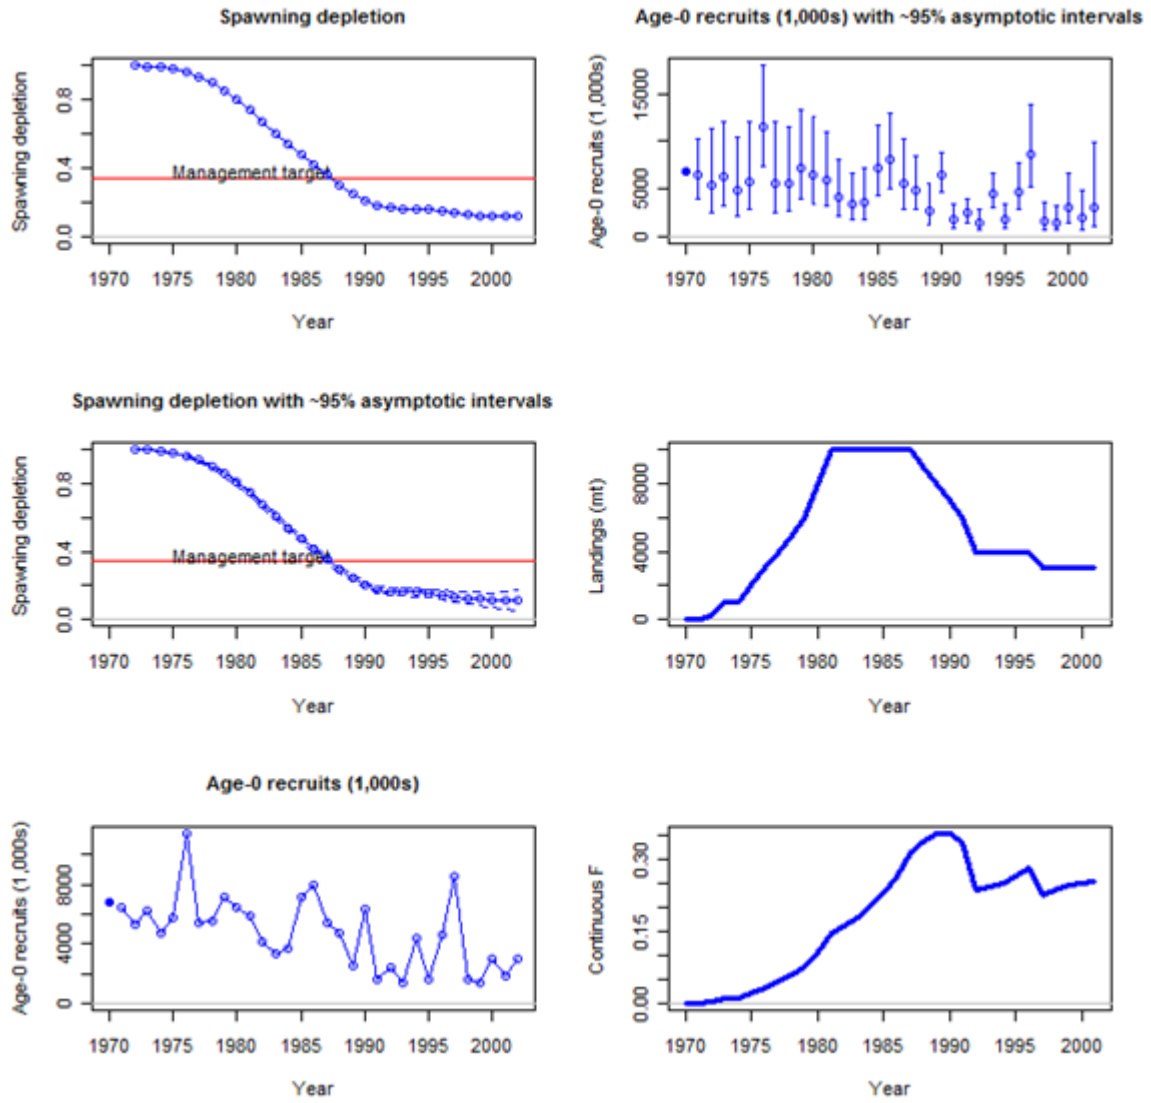 Spawning depletion
Spawning depletion
0.0 0.4 0.8
Management target
1970 1975 1980 1985 1990 1995 2000
Year
Age-0 recruits (1,000s) with ~95% asymptotic intervals
Age-0 recruits (1,000s)
0 5000 15000
1970 1975 1980 1985 1990 1995 2000
Year
Spawning depletion with ~95% asymptotic intervals
Spawning depletion
0.0 0.4 0.8
Management target
1970 1975 1980 1985 1990 1995 2000
Year
Landings (mt)
0 4000 8000
1970 1975 1980 1985 1990 1995 2000
Year
Age-0 recruits (1,000s)
Age-0 recruits (1,000s)
0 4000 8000
1970 1975 1980 1985 1990 1995 2000
Year
Continuous F
0.00 0.15 0.30
1970 1975 1980 1985 1990 1995 2000
Year